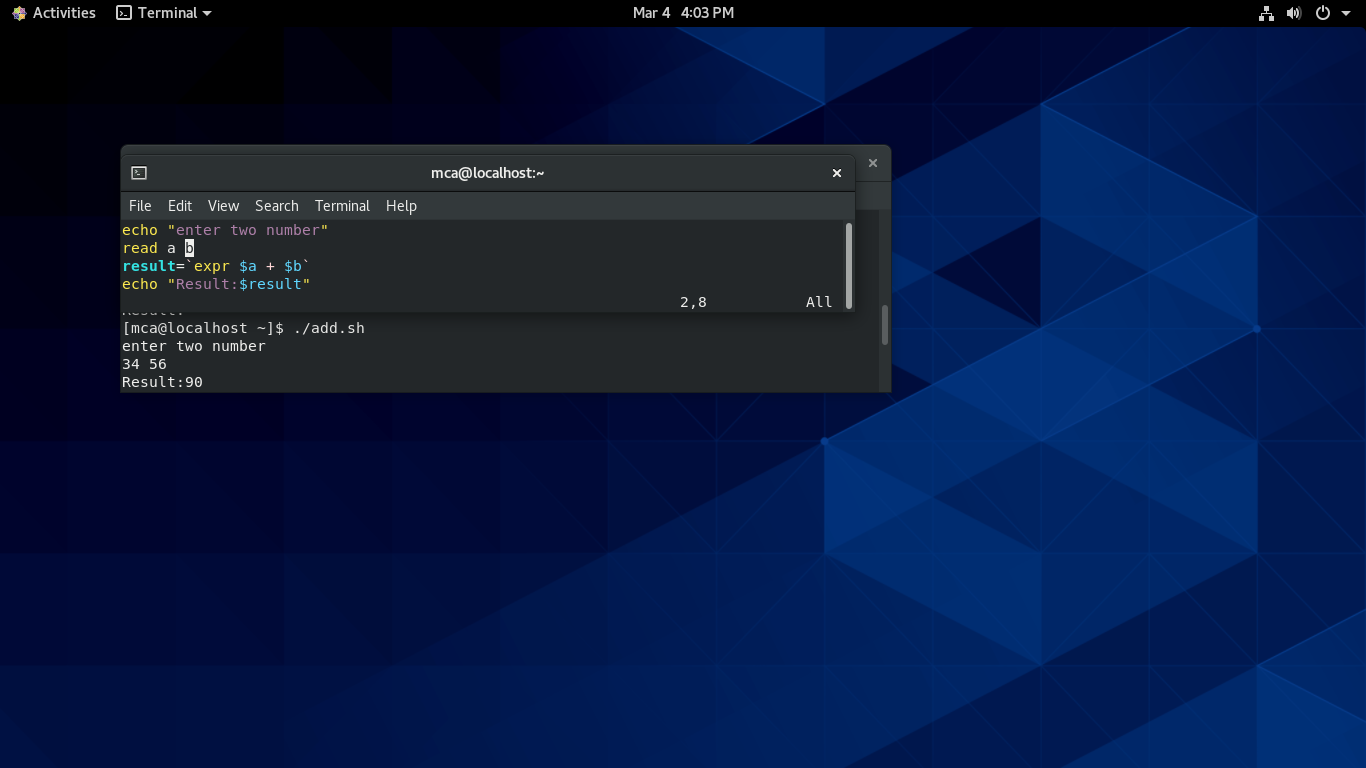 Activities Terminal Mar 4 4:03 PM
mca@localhost:~
File Edit View Search Terminal Help
echo "enter two number"
read a b
result=`expr $a + $b`
echo "Result:$result"
2,8 All
[mca@localhost ~]$ ./add.sh
enter two number
34 56
Result:90